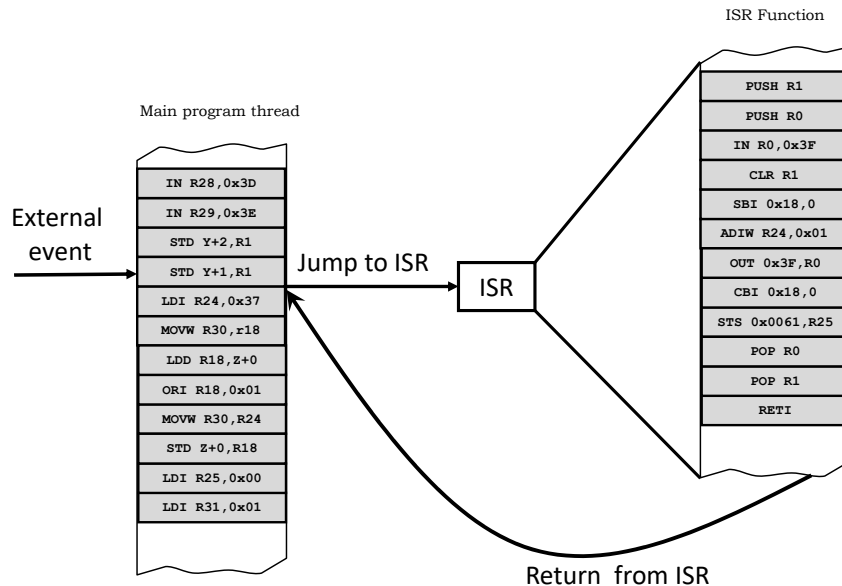 ISR Function
Main program thread
External
event
IN R28,0x3D
IN R29,0x3E
STD Y+2,R1
STD Y+1,R1
LDI R24,0x37
MOVW R30,r18
LDD R18,Z+0
ORI R18,0x01
MOVW R30,R24
STD Z+0,R18
LDI R25,0x00
LDI R31,0x01
Jump to ISR
ISR
PUSH R1
PUSH R0
IN R0,0x3F
CLR R1
SBI 0x18,0
ADIW R24,0x01
OUT 0x3F,R0
CBI 0x18,0
STS 0x0061,R25
POP R0
POP R1
RETI
Return from ISR